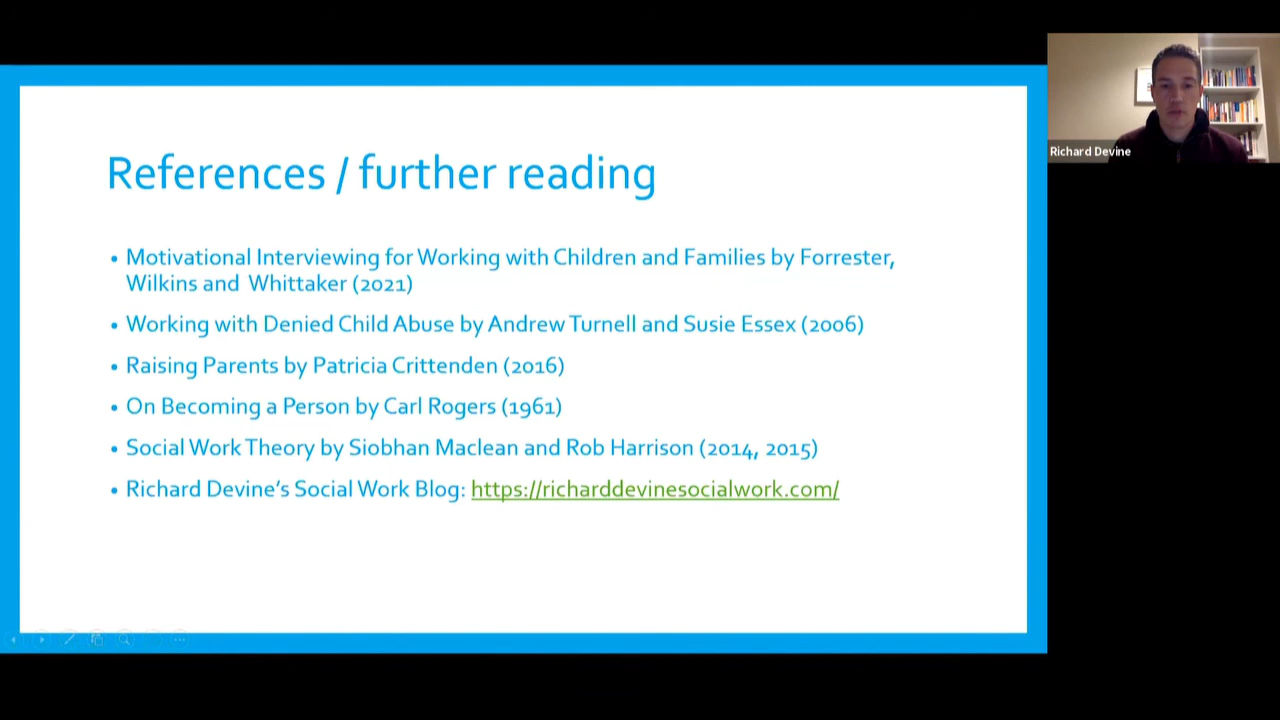 References / further reading
• Motivational Interviewing for Working with Children and Families by Forrester,
Wilkins and Whittaker (2021)
• Working with Denied Child Abuse by Andrew Turnell and Susie Essex (2006)
• Raising Parents by Patricia Crittenden (2016)
• On Becoming a Person by Carl Rogers (1961)
• Social Work Theory by Siobhan Maclean and Rob Harrison (2014, 2015)
• Richard Devine’s Social Work Blog: https://richarddevinesocialwork.com/
Richard Devine